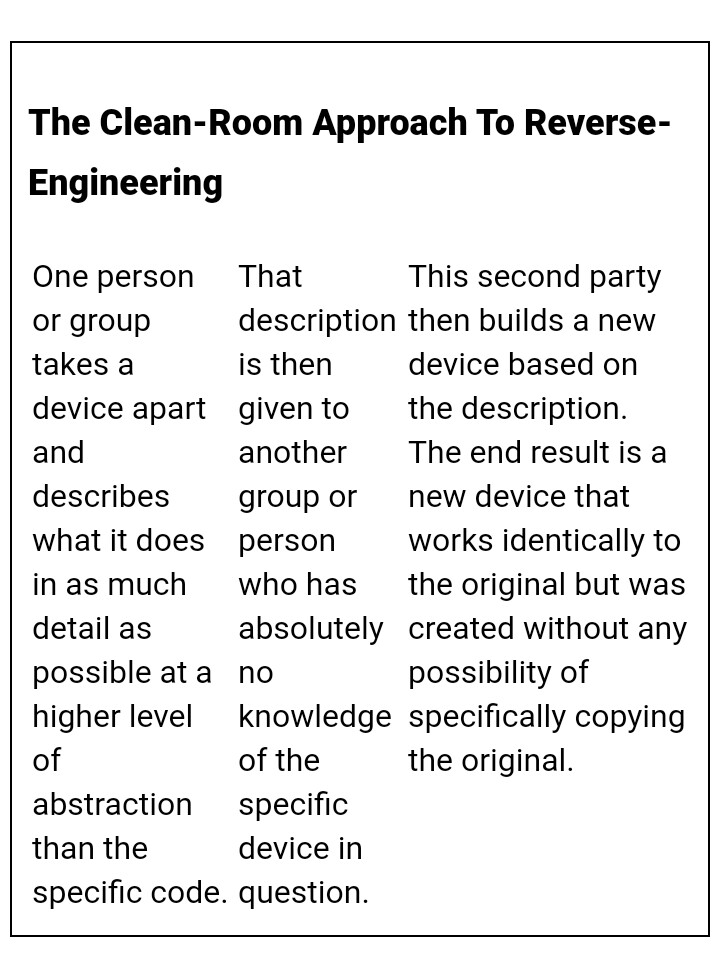 The Clean-Room Approach To Reverse-
Engineering
One person
or group
takes a
device apart
and
describes
what it does
in as much
detail as
possible at a
higher level
of
abstraction
than the
specific code.
That
description
is then
given to
another
group or
person
who has
absolutely
no
knowledge
of the
specific
device in
question.
This second party
then builds a new
device based on
the description.
The end result is a
new device that
works identically to
the original but was
created without any
possibility of
specifically copying
the original.